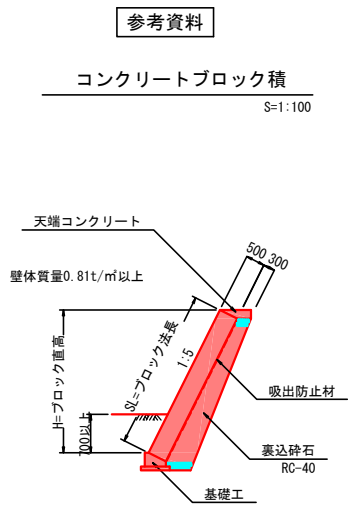 参考資料
コンクリートブロック積
S=1:100
500 300
天端コンクリート
壁体質量0.81t/㎡以上
H=ブロック直高
SL=ブロック法長
1:5
700以上
吸出防止材
裏込砕石
RC-40
基礎工